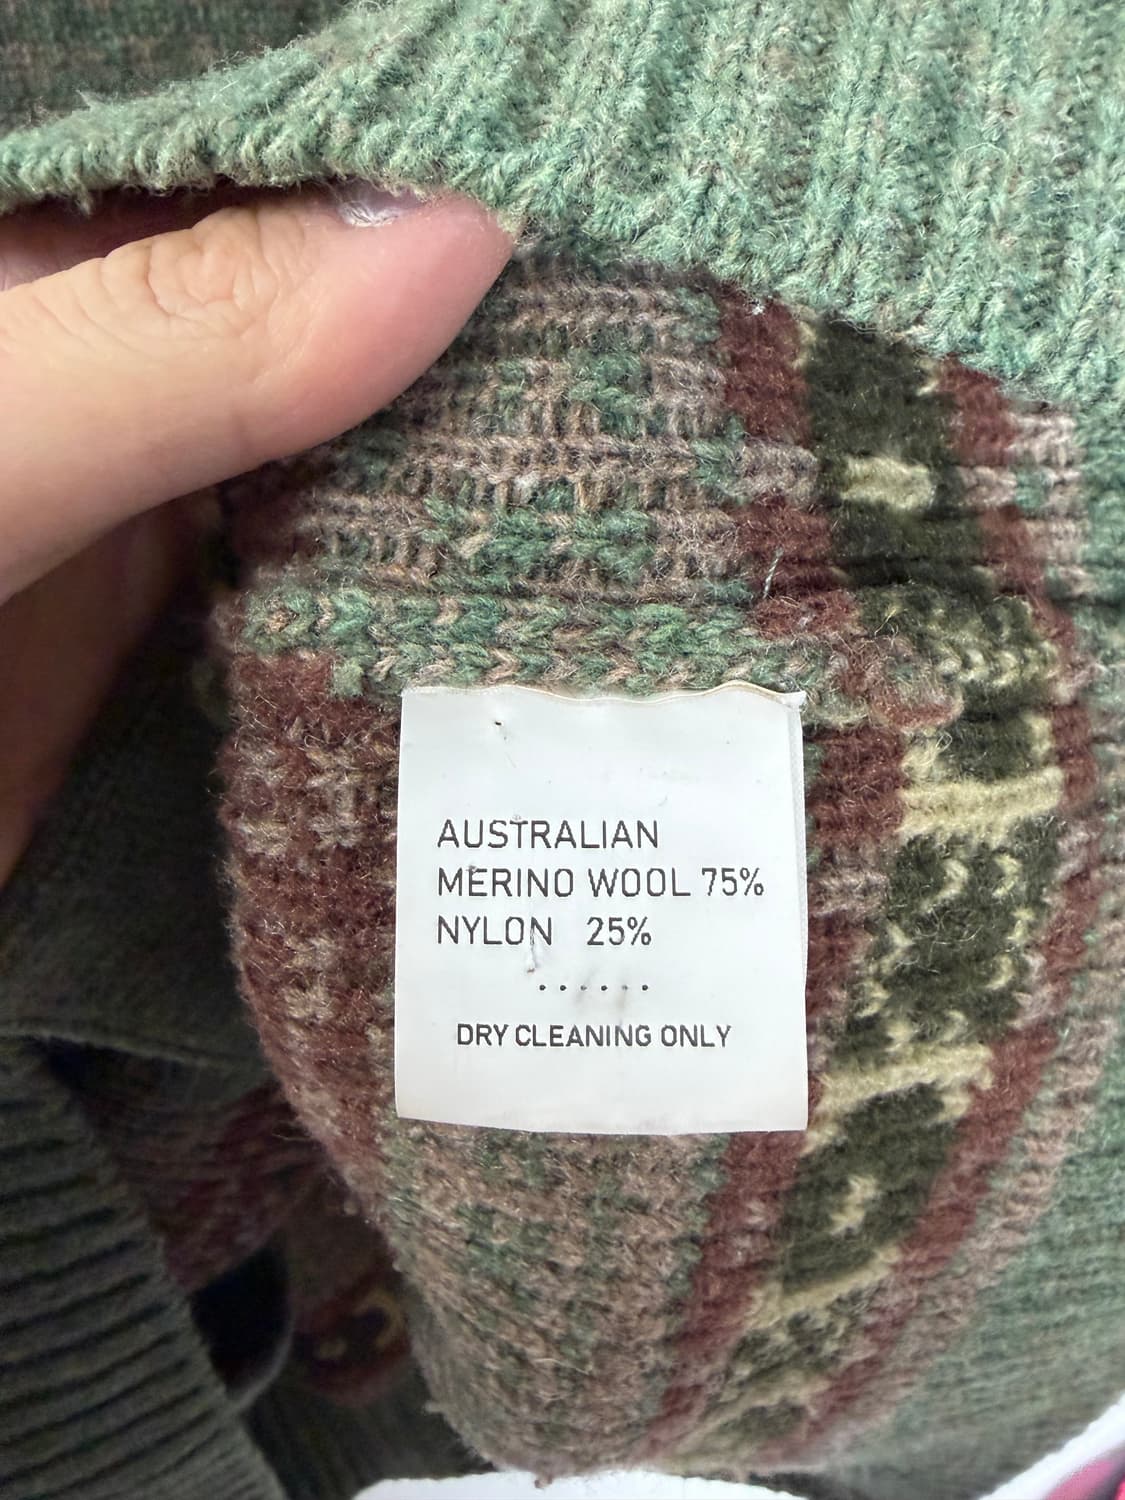 AUSTRALIAN
MERINO WOOL 75%
NYLON 25%
......
DRY CLEANING ONLY